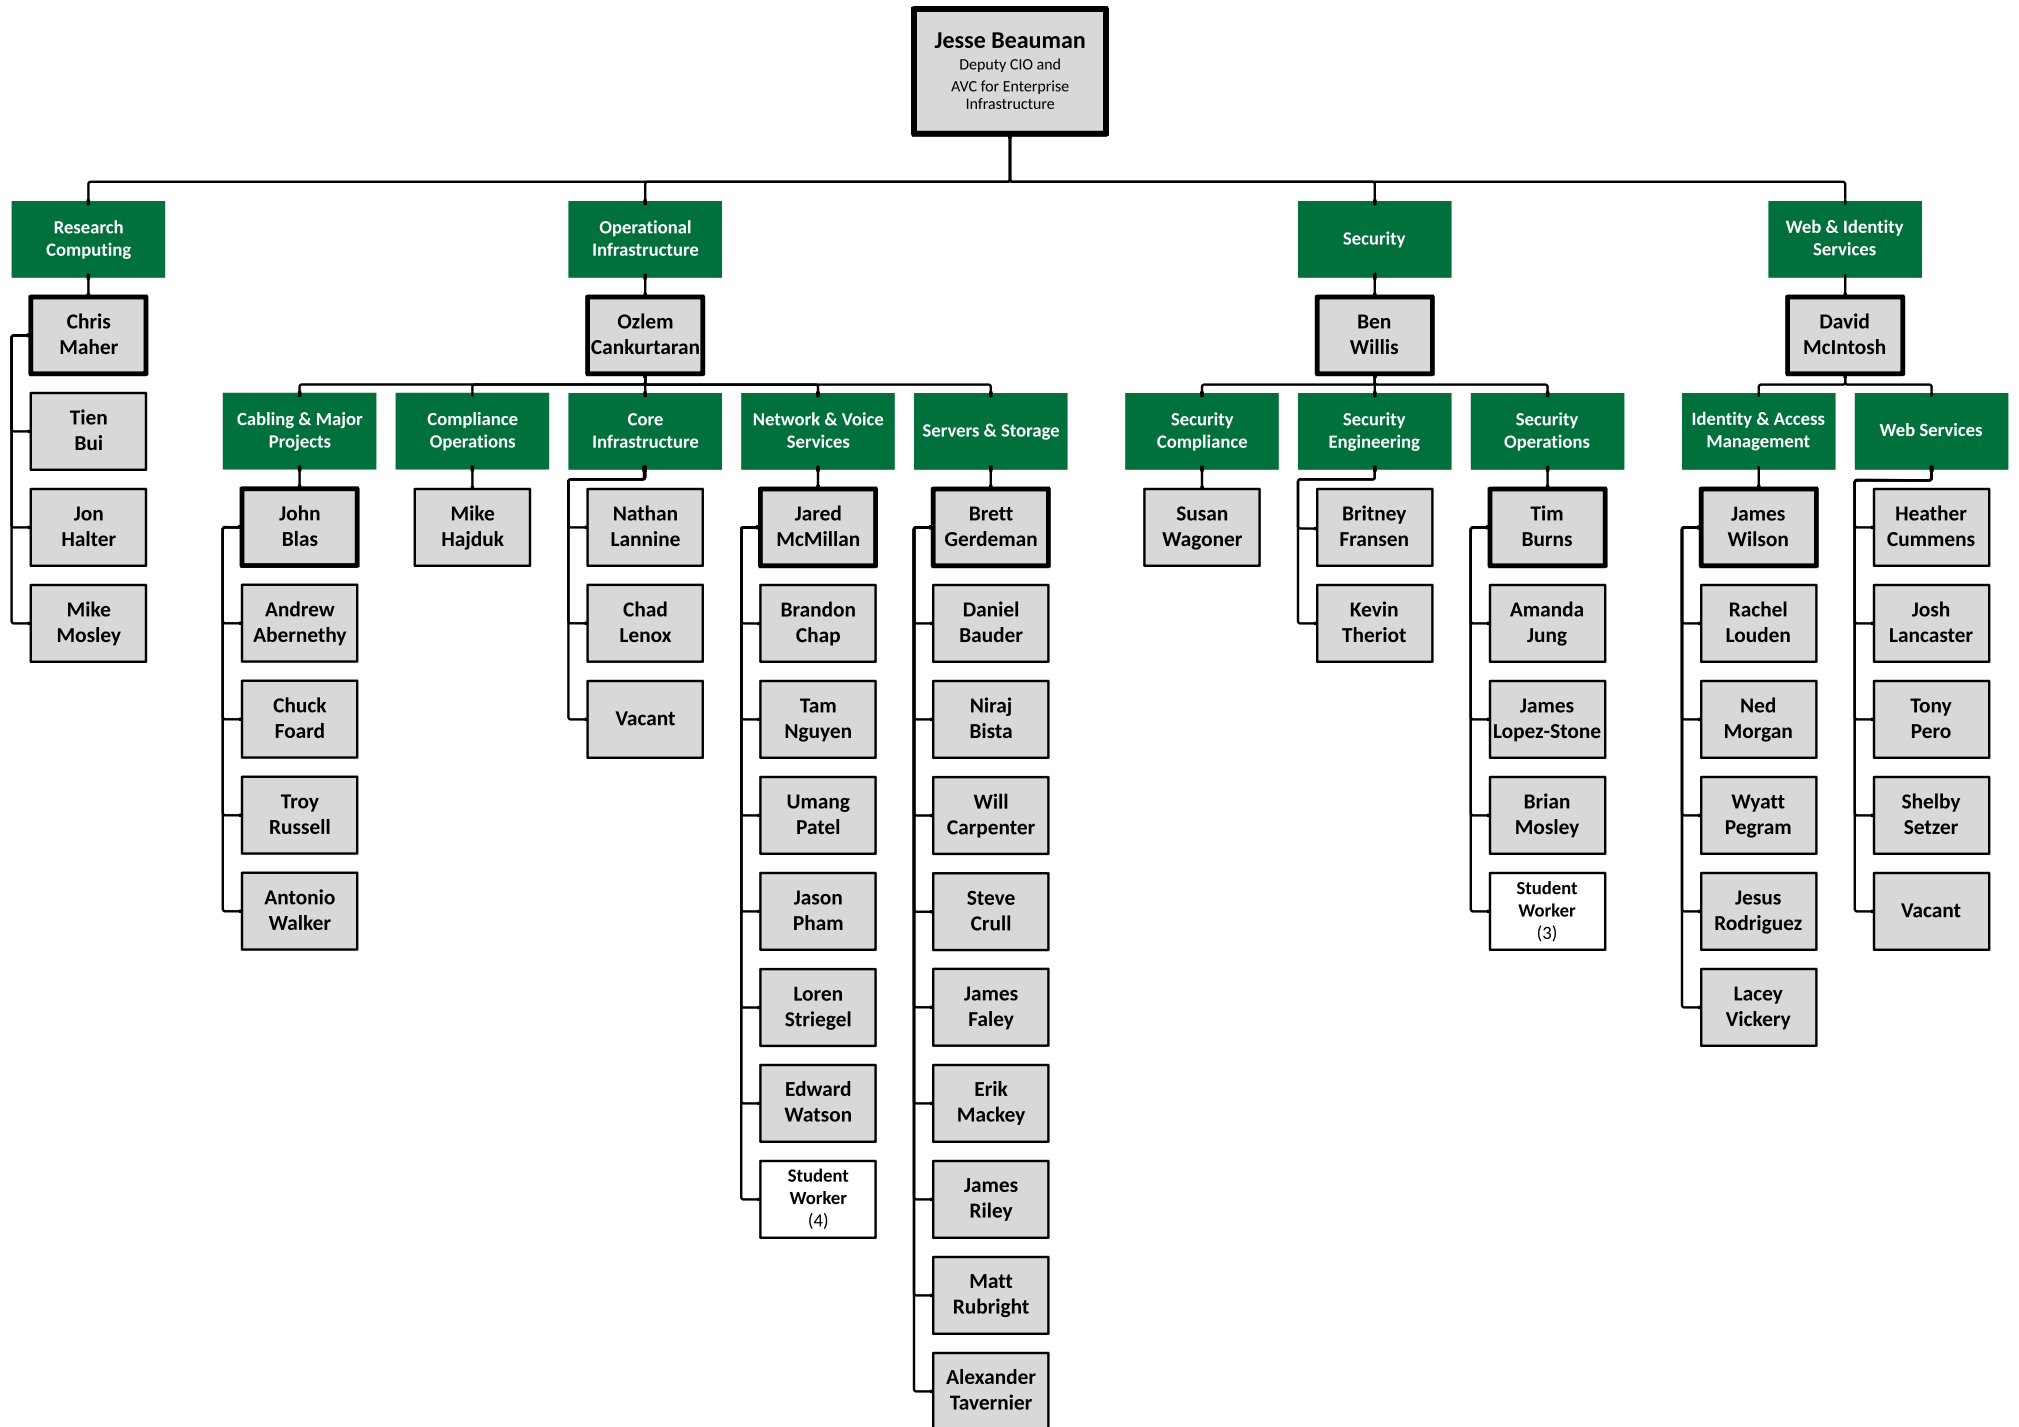 Jesse Beauman
Deputy CIO and
AVC for Enterprise
Infrastructure
Research
Computing
Chris
Maher
Tien
Bui
Jon
Halter
Mike
Mosley
Operational
Infrastructure
Ozlem
Cankurtaran
Cabling & Major
Projects
John
Blas
Andrew
Abernethy
Chuck
Foard
Troy
Russell
Antonio
Walker
Compliance
Operations
Mike
Hajduk
Core
Infrastructure
Nathan
Lannine
Chad
Lenox
Vacant
Network & Voice
Services
Jared
McMillan
Brandon
Chap
Tam
Nguyen
Umang
Patel
Jason
Pham
Loren
Striegel
Edward
Watson
Student
Worker
(4)
Servers & Storage
Brett
Gerdeman
Daniel
Bauder
Niraj
Bista
Will
Carpenter
Steve
Crull
James
Faley
Erik
Mackey
James
Riley
Matt
Rubright
Alexander
Tavernier
Security
Ben
Willis
Security
Compliance
Susan
Wagoner
Security
Engineering
Britney
Fransen
Kevin
Theriot
Security
Operations
Tim
Burns
Amanda
Jung
James
Lopez-Stone
Brian
Mosley
Student
Worker
(3)
Web & Identity
Services
David
McIntosh
Identity & Access
Management
James
Wilson
Rachel
Louden
Ned
Morgan
Wyatt
Pegram
Jesus
Rodriguez
Lacey
Vickery
Web Services
Heather
Cummens
Josh
Lancaster
Tony
Pero
Shelby
Setzer
Vacant